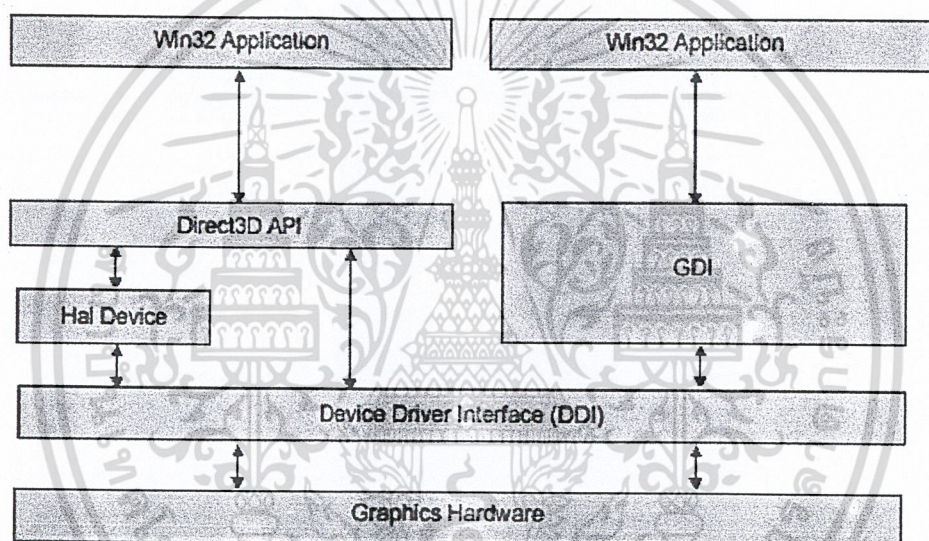 Win32 Application
Win32 Application
Direct3D API
GDI
Hal Device
Device Driver Interface (DDI)
Graphics Hardware